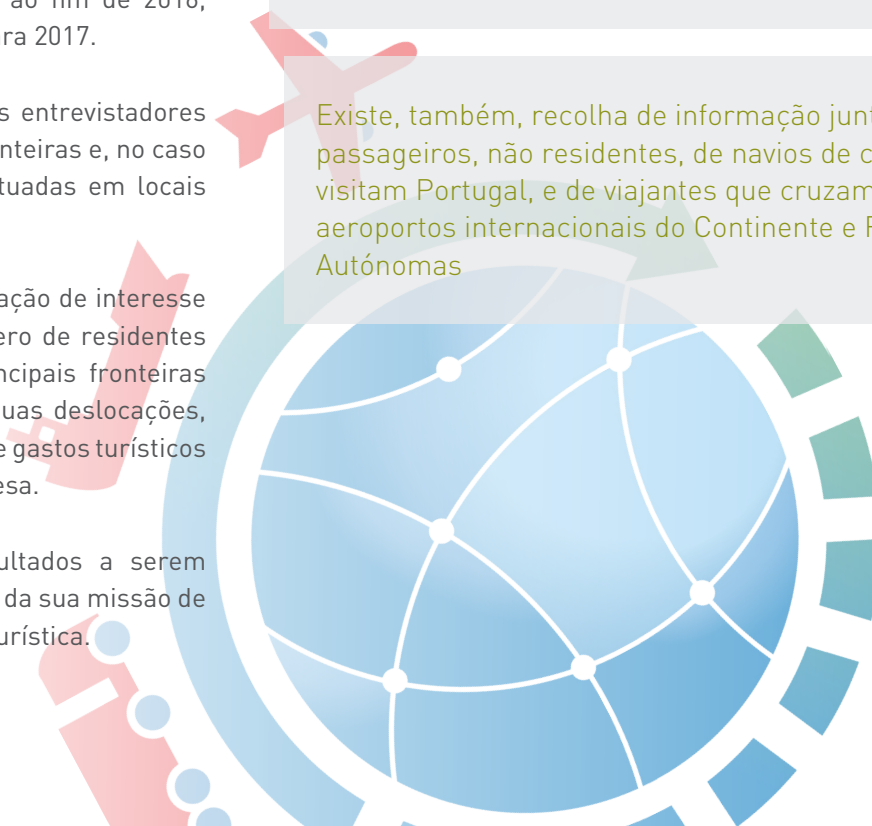 ao fim de 2016,
ra 2017.
s entrevistadores
nteiras e, no caso
tuadas em locais
ação de interesse
ero de residentes
ncipais fronteiras
uas deslocações,
e gastos turísticos
esa.
ultados a serem
da sua missão de
urística.
Existe, também, recolha de informação junt
passageiros, não residentes, de navios de c
visitam Portugal, e de viajantes que cruzam
aeroportos internacionais do Continente e R
Autónomas